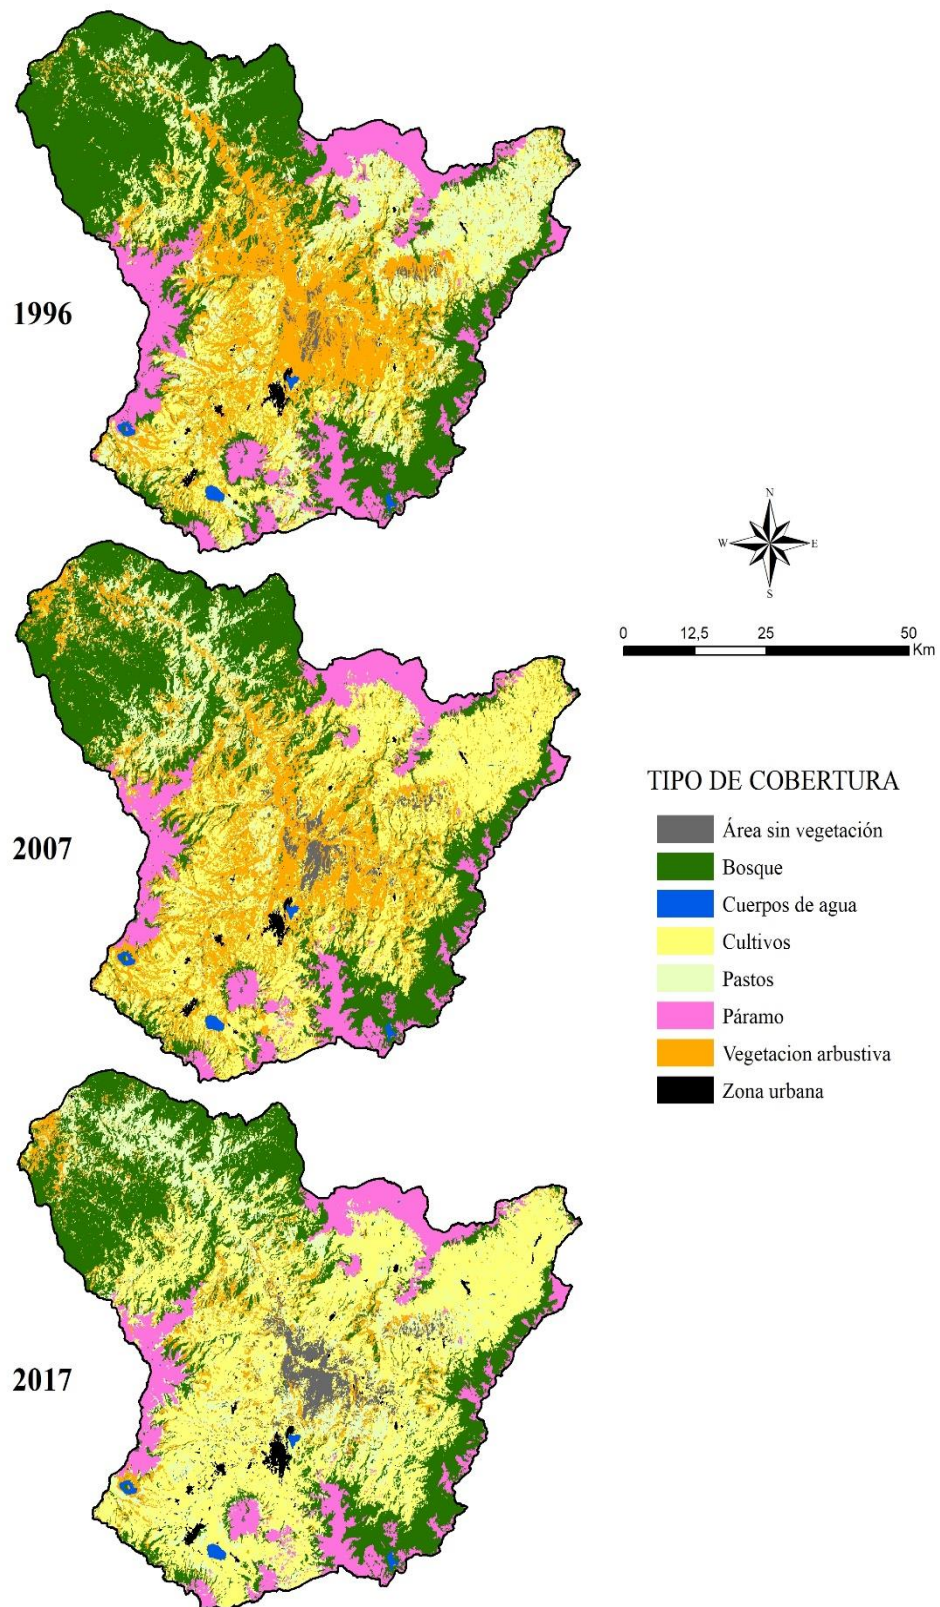 1996
N
W
E
S
0
12,5
25
50
Km
2007
TIPO DE COBERTURA
Área sin vegetación
Bosque
Cuerpos de agua
Cultivos
Pastos
Páramo
Vegetacion arbustiva
Zona urbana
2017